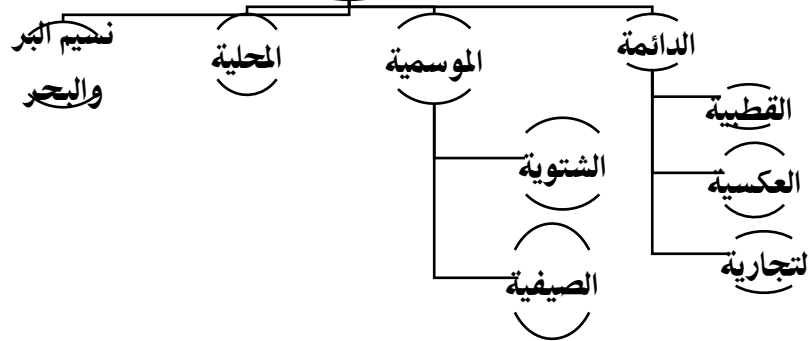 الدائمة
القطبية
العكسية
لتجارية
الموسمية
الشتوية
الصيفية
المحلية
نسيم البر
والبحر